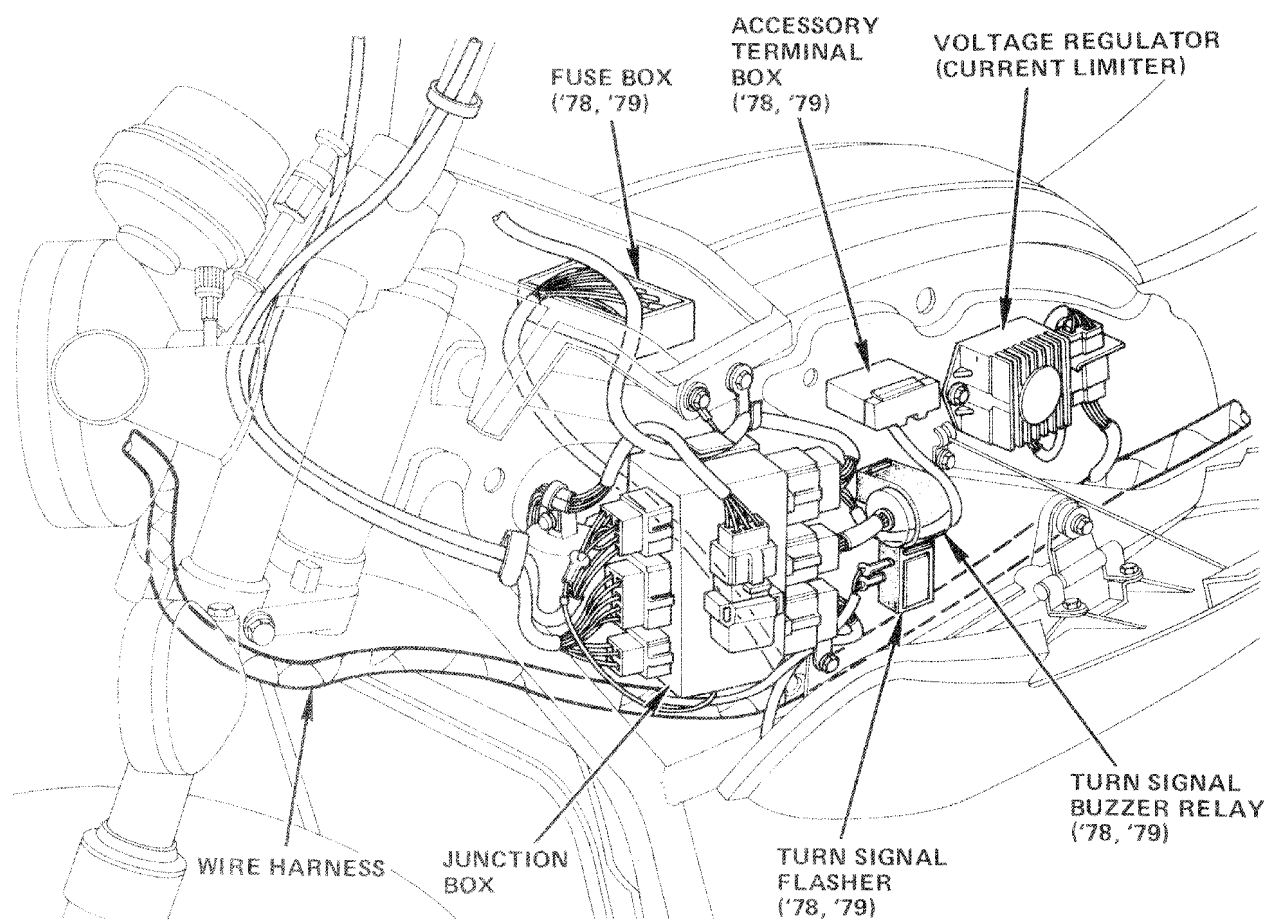 ACCESSORY
TERMINAL
BOX
('78, '79)
VOLTAGE REGULATOR
(CURRENT LIMITER)
FUSE BOX
('78, '79)
WIRE HARNESS
JUNCTION
BOX
TURN SIGNAL
FLASHER
('78, '79)
TURN SIGNAL
BUZZER RELAY
('78, '79)